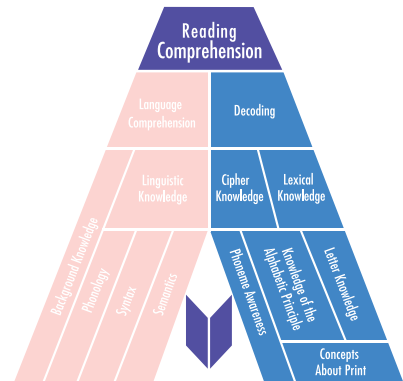 Reading
Comprehension
Language
Comprehension
Decoding
Linguistic
Knowledge
Cipher
Knowledge
Lexical
Knowledge
Background Knowledge
Phonology
Syntax
Semantics
Phoneme Awareness
Knowledge of the
Alphabetic Principle
Letter Knowledge
Concepts
About Print